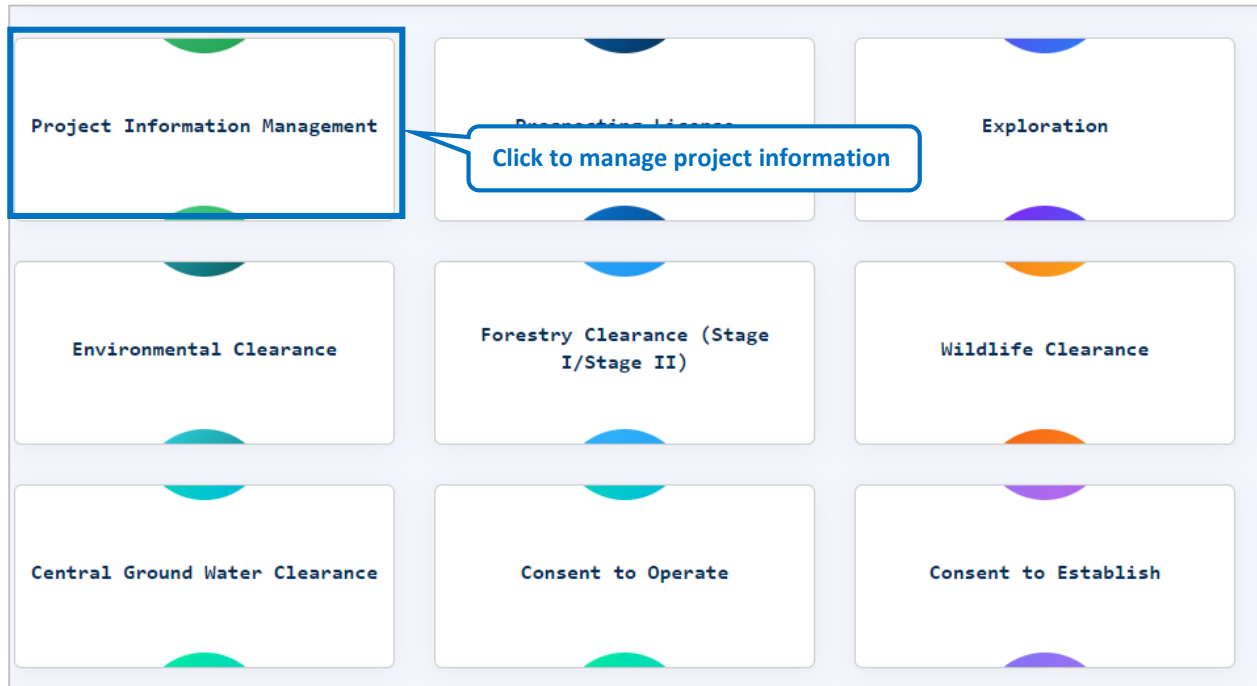 Project Information Management
Exploration
Click to manage project information
Environmental Clearance
Forestry Clearance (Stage
I/Stage II)
Wildlife Clearance
Central Ground Water Clearance
Consent to Operate
Consent to Establish